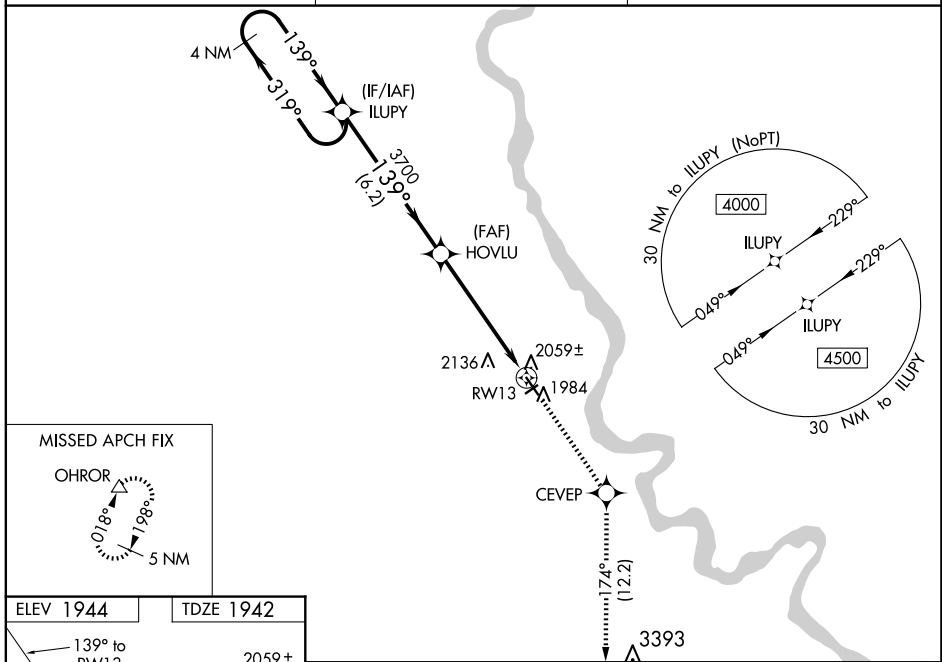 4 NM
139°
319°
(IF/IAF)
ILUPY
3700
139°
(6.2)
(FAF)
HOVLU
30 NM to ILUPY (NoPT)
4000
229°
ILUPY
049°
229°
049°
ILUPY
4500
30 NM to ILUPY
2136
2059±
RW13
1984
CEVEP
174°
(12.2)
3393
MISSED APCH FIX
OHROR
018°
198°
5 NM
ELEV 1944
TDZE 1942
139° to
RW13
2059±